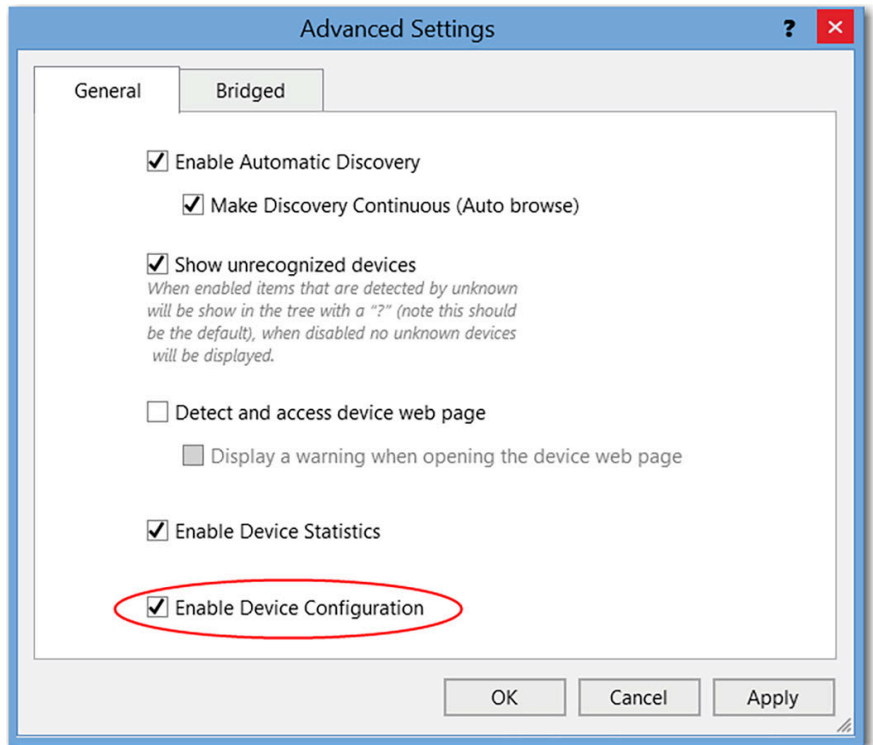 Advanced Settings
?
General
Bridged
Enable Automatic Discovery
Make Discovery Continuous (Auto browse)
Show unrecognized devices
When enabled items that are detected by unknown
will be show in the tree with a "?" (note this should
be the default), when disabled no unknown devices
will be displayed.
Detect and access device web page
Display a warning when opening the device web page
Enable Device Statistics
Enable Device Configuration
OK
Cancel
Apply